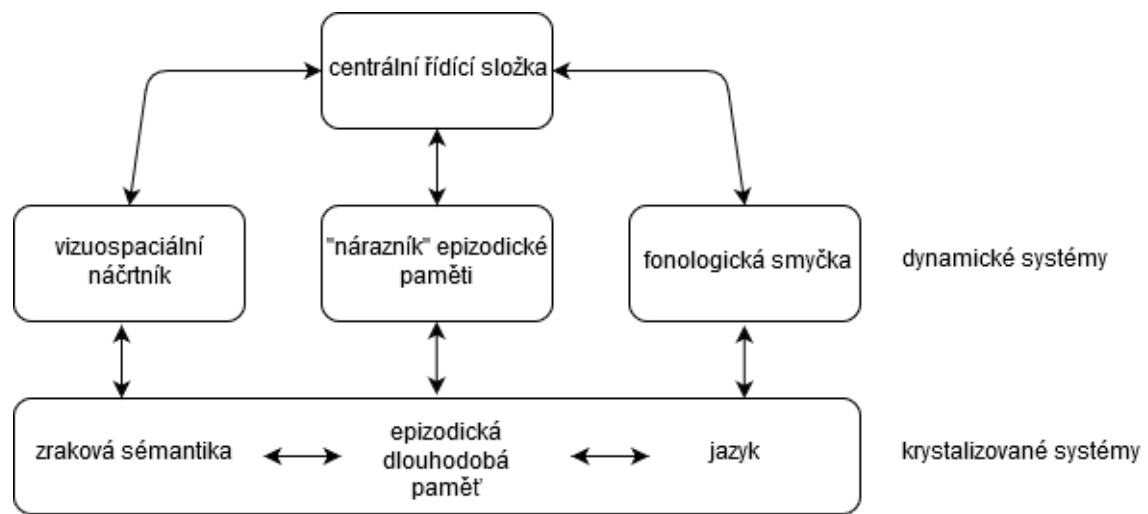 centrální řídící složka
vizuospaciální
náčrtník
"nárazník" epizodické
paměti
fonologická smyčka
dynamické systémy
zraková sémantika
epizodická
dlouhodobá
paměť
jazyk
krystalizované systémy